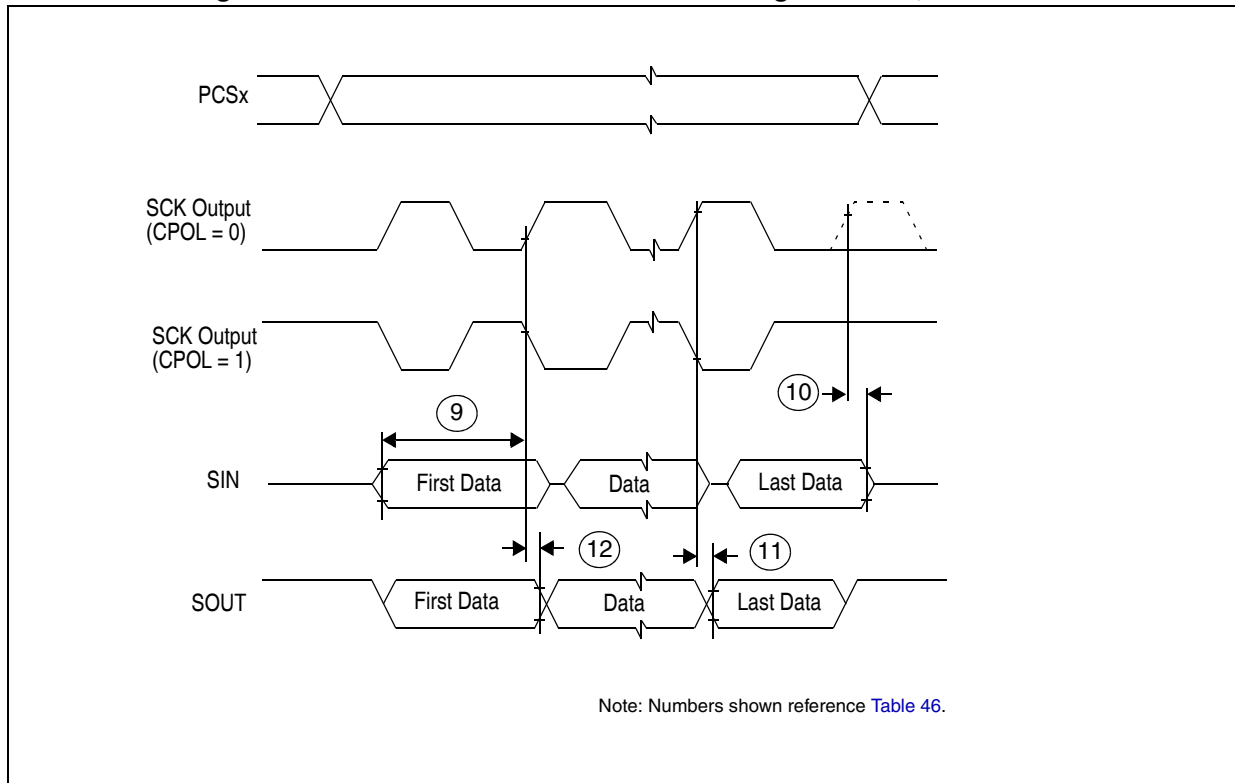 PCSx
SCK Output
(CPOL = 0)
SCK Output
(CPOL = 1)
10
9
SIN
First Data
Data
Last Data
12
11
SOUT
First Data
Data
Last Data
Note: Numbers shown reference Table 46.